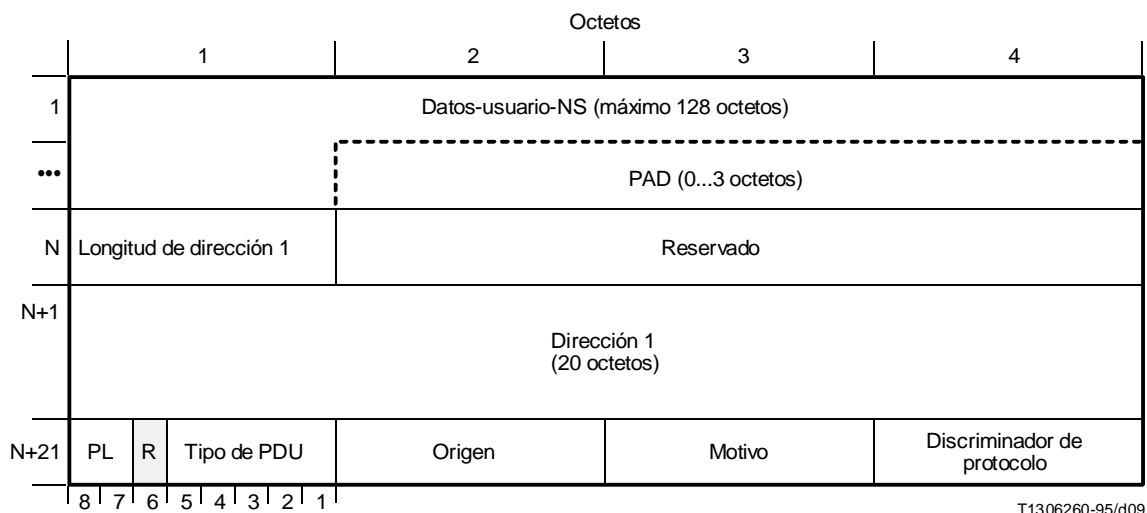 Octetos
1 2 3 4
1 Datos-usuario-NS (máximo 128 octetos)
••• PAD (0...3 octetos)
N Longitud de dirección 1 Reservado
N+1
Dirección 1
(20 octetos)
N+21 PL R Tipo de PDU Origen Motivo Discriminador de
protocolo
8 7 6 5 4 3 2 1
T1306260-95/d09